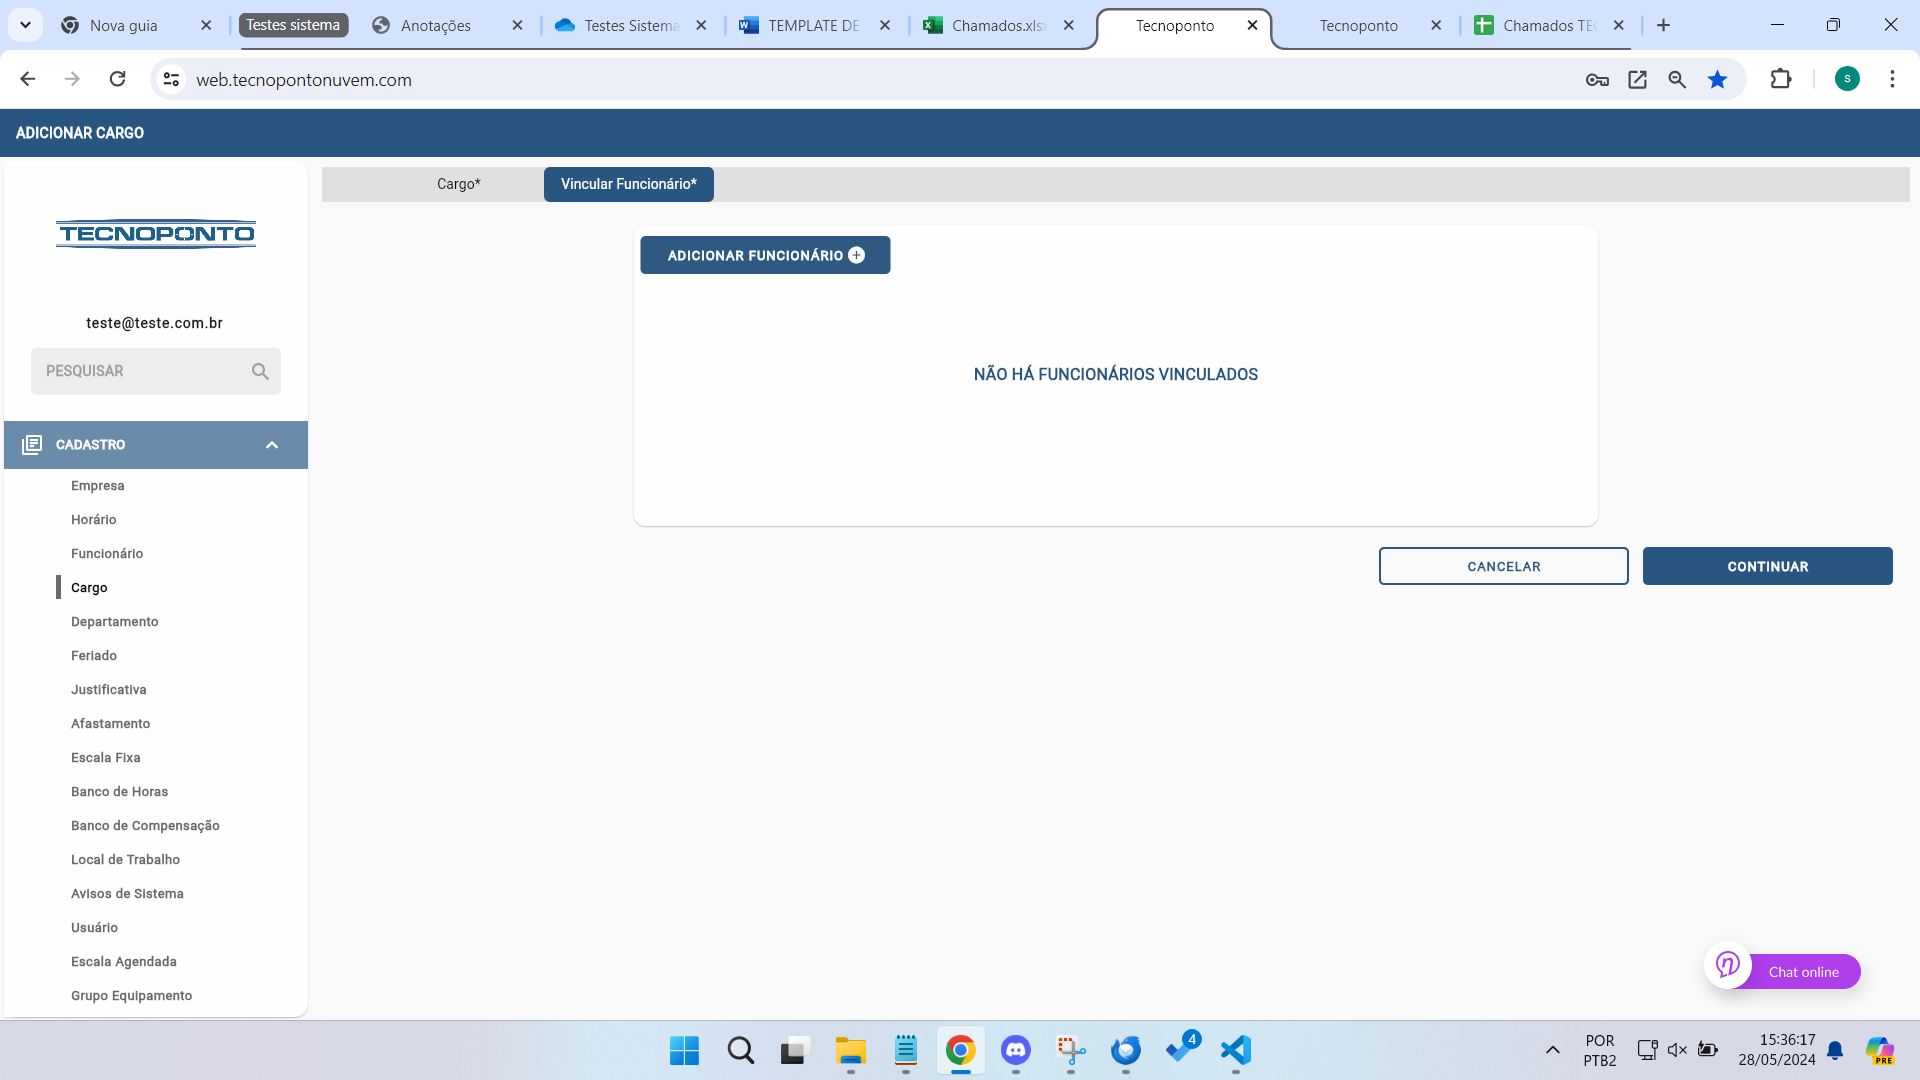 Nova guia
Testes sistema
Anotações
Testes Sistema
TEMPLATE DE
Chamados.xlsx
Tecnoponto
Tecnoponto
Chamados TEC
web.tecnopontonuvem.com
S
ADICIONAR CARGO
Cargo*
Vincular Funcionário*
TECNOPONTO
ADICIONAR FUNCIONÁRIO
teste@teste.com.br
PESQUISAR
NÃO HÁ FUNCIONÁRIOS VINCULADOS
CADASTRO
Empresa
Horário
Funcionário
CANCELAR
CONTINUAR
Cargo
Departamento
Feriado
Justificativa
Afastamento
Escala Fixa
Banco de Horas
Banco de Compensação
Local de Trabalho
Avisos de Sistema
Usuário
Escala Agendada
Grupo Equipamento
Chat online
4
POR
PTB2
15:36:17
28/05/2024
PRE